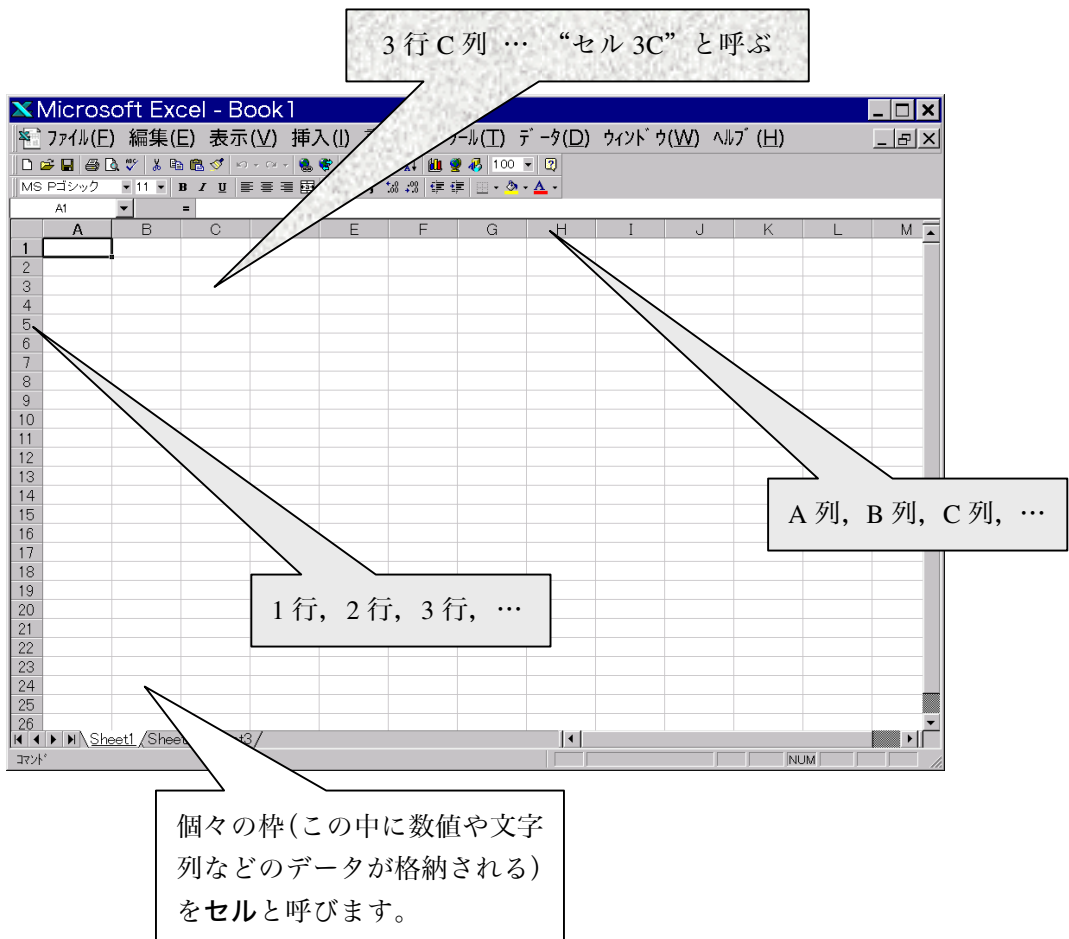 3行C列 … “セル 3C”と呼ぶ
Microsoft Excel - Book1
ファイル(F) 編集(E) 表示(V) 挿入(I) ツール(T) データ(D) ウィンドウ(W) ヘルプ(H)
100
MS Pゴシック 11 B I U
A1 =
A B C E F G H I J K L M
1
2
3
4
5
6
7
8
9
10
11
12
13
14
15
16
17
18
19
20
21
22
23
24
25
26
A列，B列，C列，…
1行，2行，3行，…
Sheet1
コマンド NUM
個々の枠(この中に数値や文字
列などのデータが格納される)
をセルと呼びます。